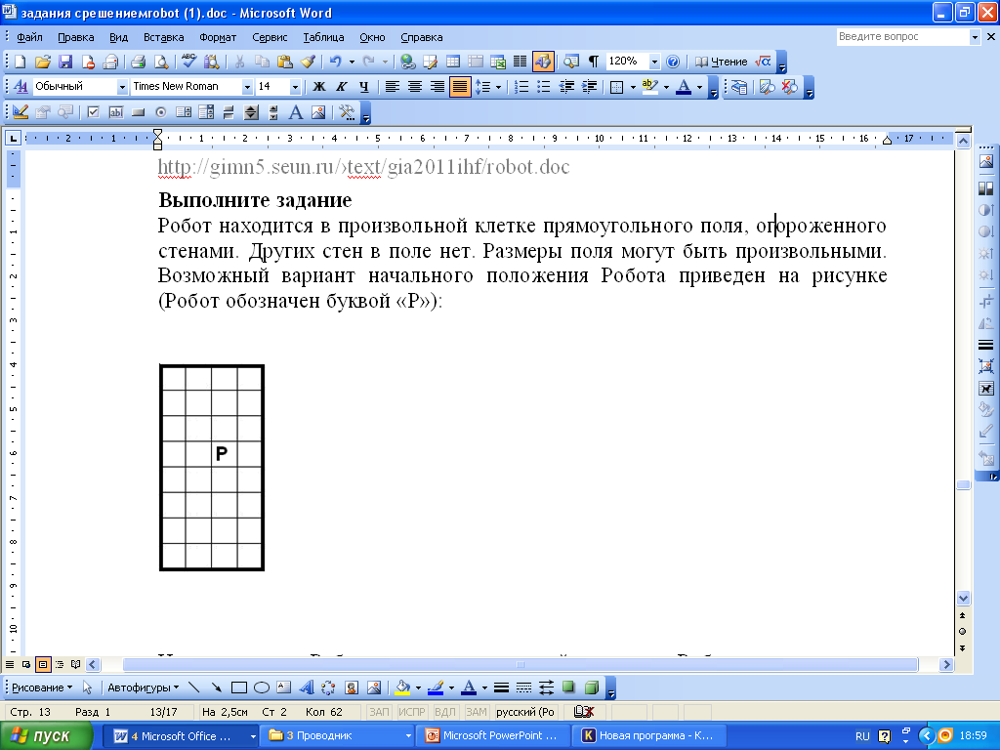 задания срешениемrobot (1).doc - Microsoft Word
Файл Правка Вид Вставка Формат Сервис Таблица Окно Справка Введите вопрос
120% Чтение
Обычный Times New Roman 14 Ж К Ч
http://gimn5.seun.ru/›text/gia2011ihf/robot.doc
Выполните задание
Робот находится в произвольной клетке прямоугольного поля, огороженного
стенами. Других стен в поле нет. Размеры поля могут быть произвольными.
Возможный вариант начального положения Робота приведен на рисунке
(Робот обозначен буквой «Р»):
Р
Рисование Автофигуры
Стр. 13 Разд 1 13/17 На 2,5см Ст 2 Кол 62 ЗАП ИСПР ВДЛ ЗАМ русский (Ро
пуск 4 Microsoft Office ... 3 Проводник Microsoft PowerPoint ... Новая программа - К... RU 18:59